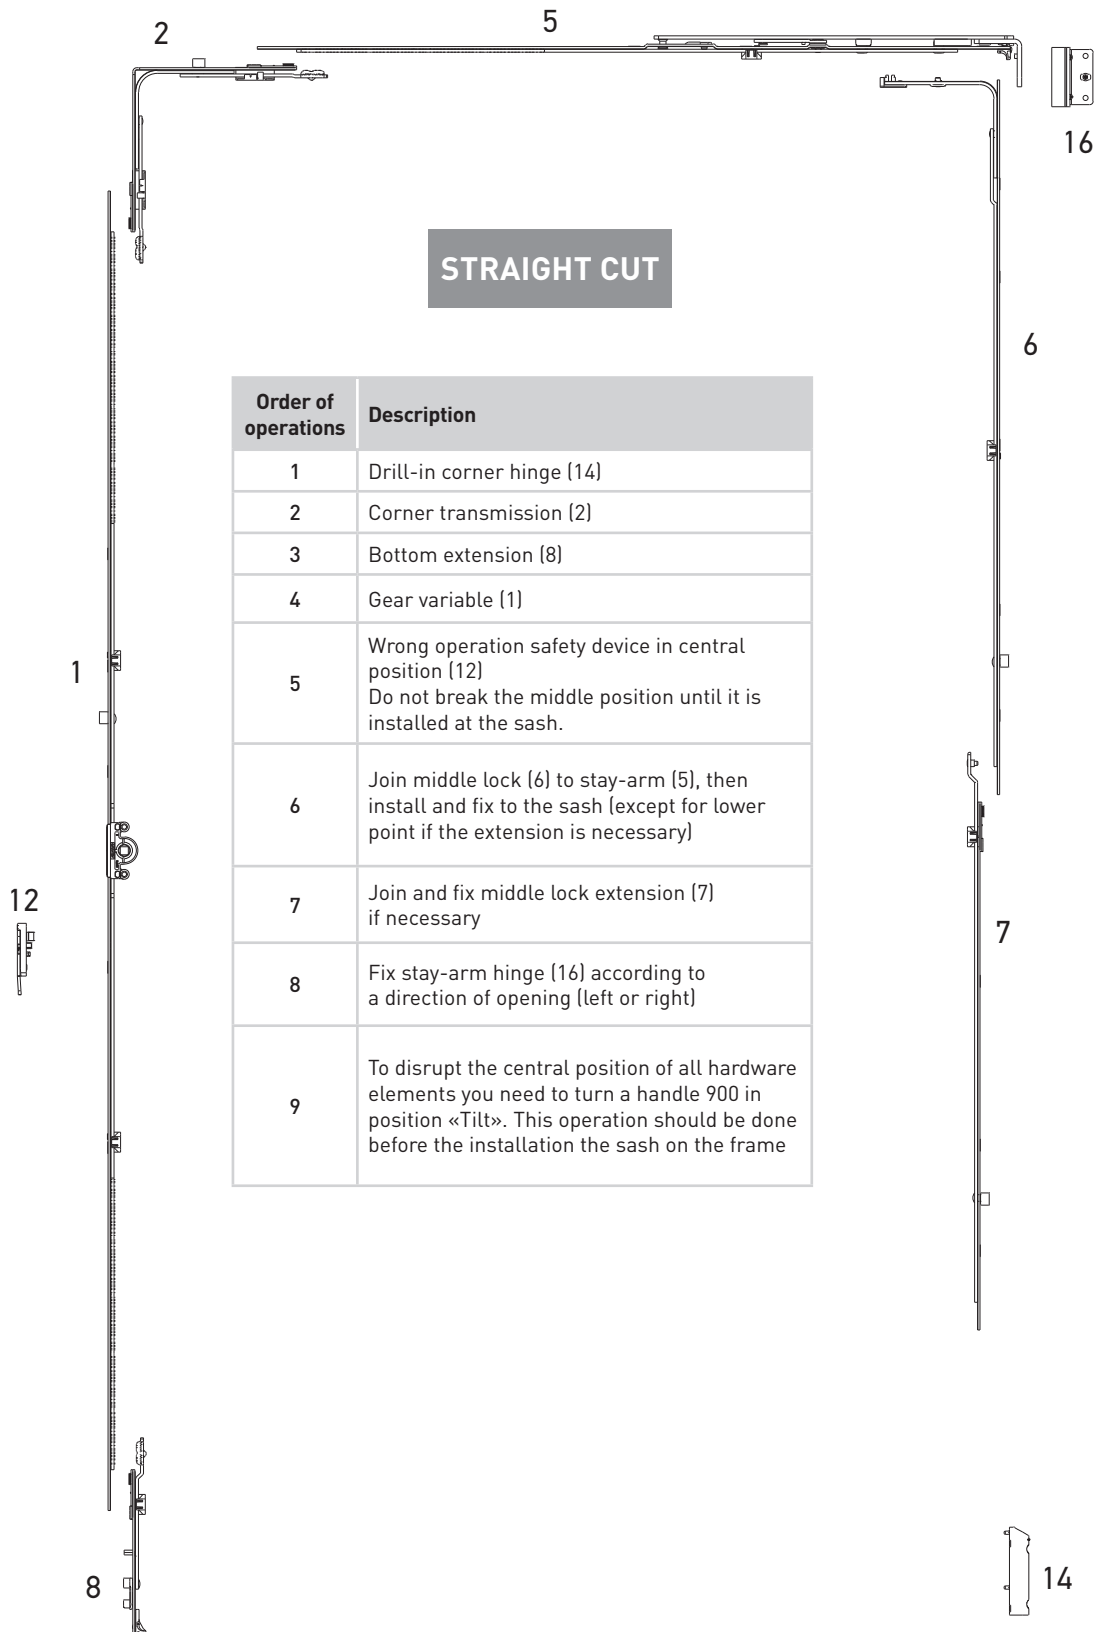 2
5
16
STRAIGHT CUT
6
Order of operations Description
1 Drill-in corner hinge (14)
2 Corner transmission (2)
3 Bottom extension (8)
4 Gear variable (1)
5 Wrong operation safety device in central
position (12)
Do not break the middle position until it is
installed at the sash.
6 Join middle lock (6) to stay-arm (5), then
install and fix to the sash (except for lower
point if the extension is necessary)
7 Join and fix middle lock extension (7)
if necessary
8 Fix stay-arm hinge (16) according to
a direction of opening (left or right)
9 To disrupt the central position of all hardware
elements you need to turn a handle 900 in
position «Tilt». This operation should be done
before the installation the sash on the frame
1
12
7
8
14